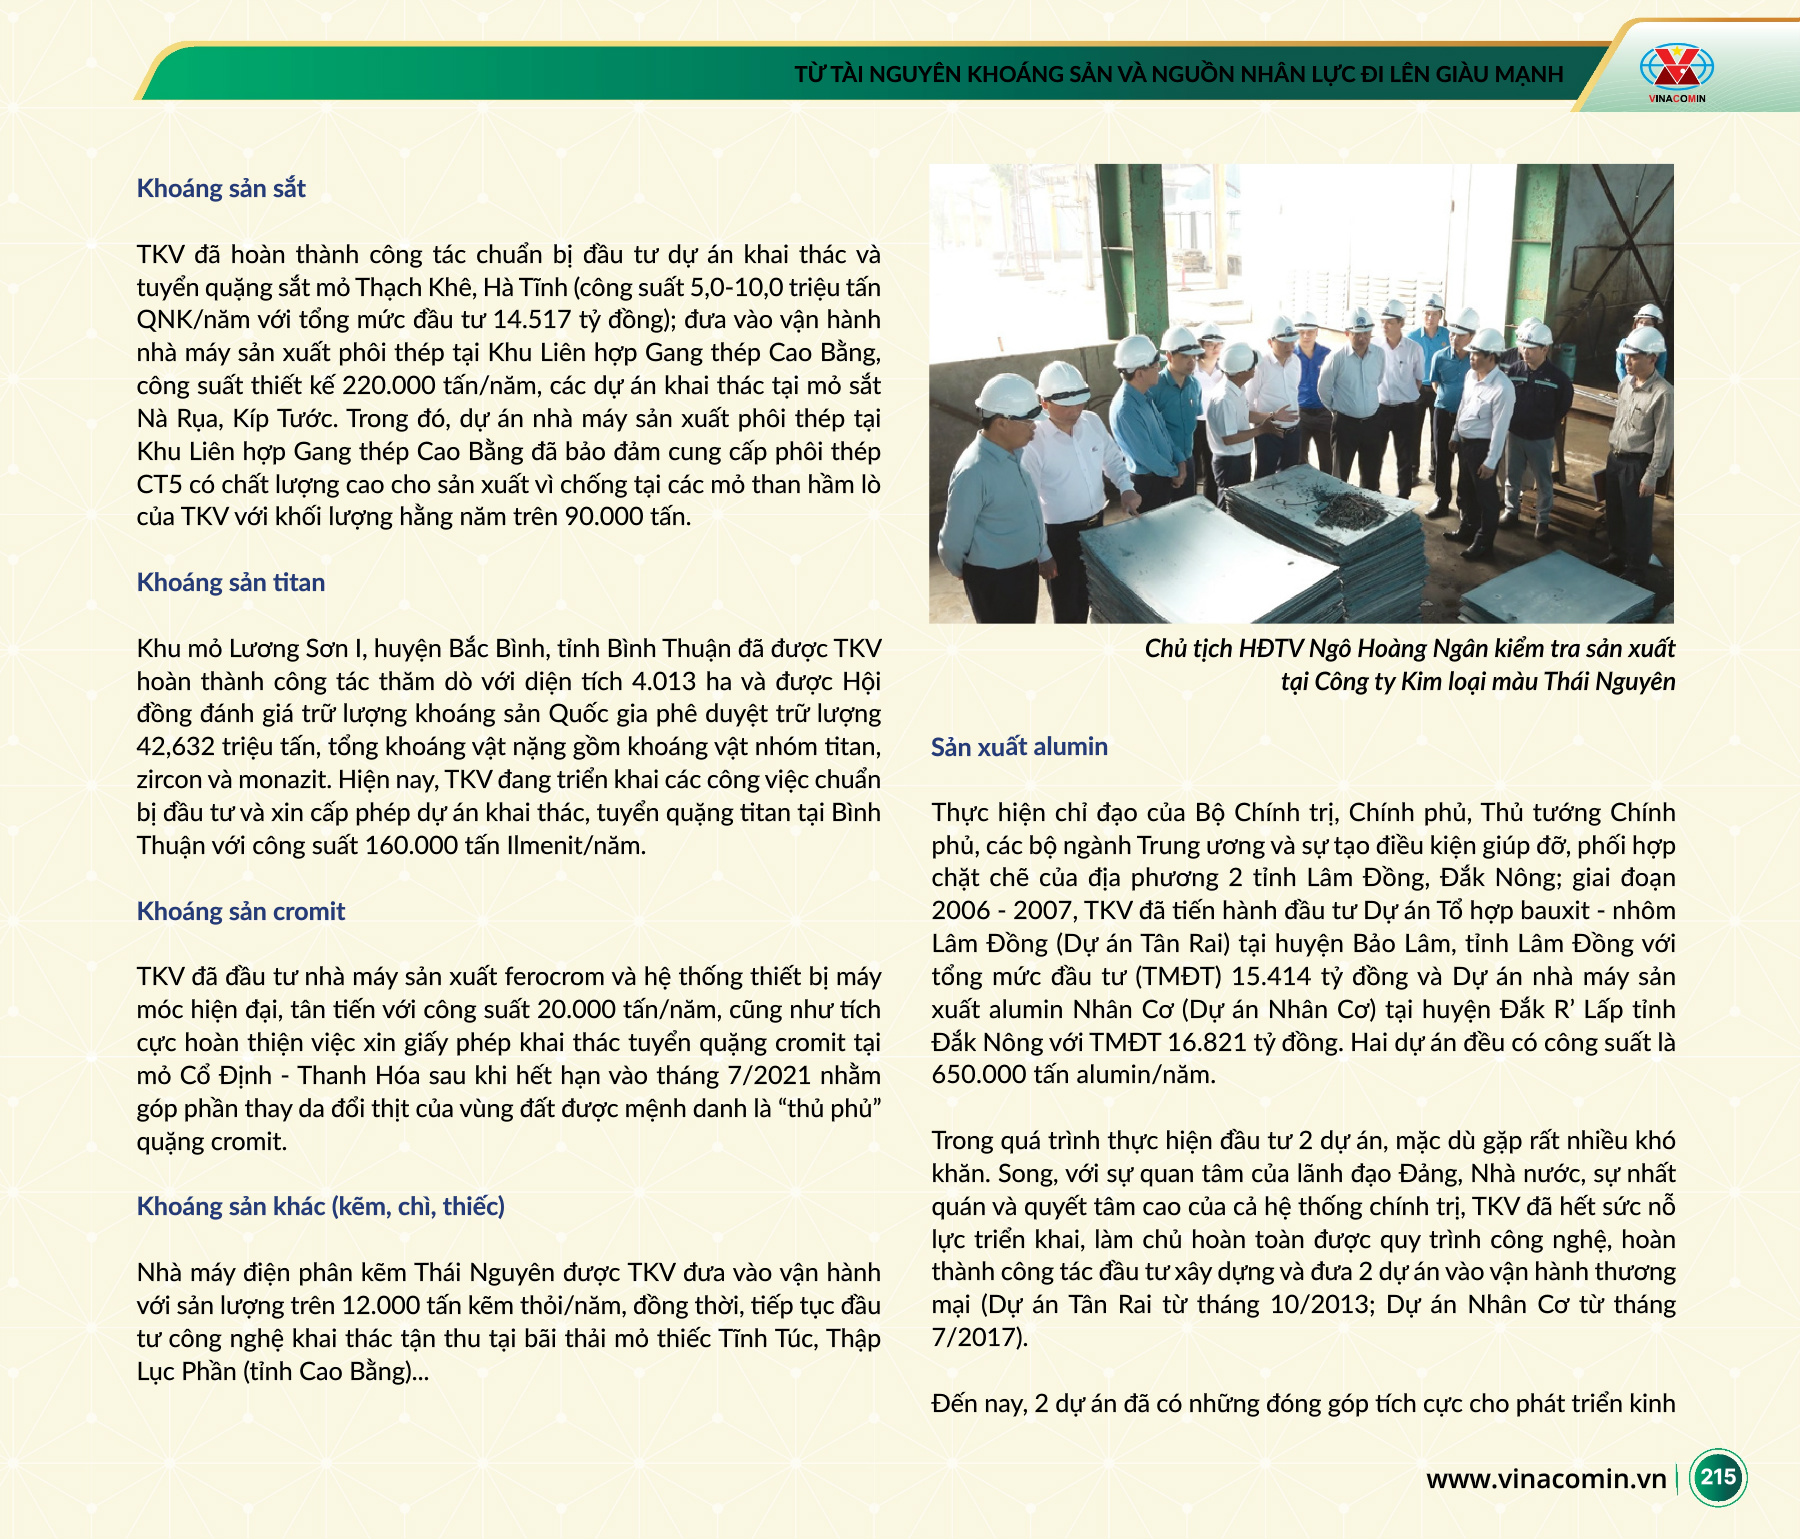 TỪ TÀI NGUYÊN KHOÁNG SẢN VÀ NGUỒN NHÂN LỰC ĐI LÊN GIÀU MẠNH
VINACOMIN
Khoáng sản sắt
TKV đã hoàn thành công tác chuẩn bị đầu tư dự án khai thác và
tuyển quặng sắt mỏ Thạch Khê, Hà Tĩnh (công suất 5,0-10,0 triệu tấn
QNK/năm với tổng mức đầu tư 14.517 tỷ đồng); đưa vào vận hành
nhà máy sản xuất phôi thép tại Khu Liên hợp Gang thép Cao Bằng,
công suất thiết kế 220.000 tấn/năm, các dự án khai thác tại mỏ sắt
Nà Rụa, Kíp Tước. Trong đó, dự án nhà máy sản xuất phôi thép tại
Khu Liên hợp Gang thép Cao Bằng đã bảo đảm cung cấp phôi thép
CT5 có chất lượng cao cho sản xuất vì chống tại các mỏ than hầm lò
của TKV với khối lượng hằng năm trên 90.000 tấn.
Khoáng sản titan
Khu mỏ Lương Sơn I, huyện Bắc Bình, tỉnh Bình Thuận đã được TKV
hoàn thành công tác thăm dò với diện tích 4.013 ha và được Hội
đồng đánh giá trữ lượng khoáng sản Quốc gia phê duyệt trữ lượng
42,632 triệu tấn, tổng khoáng vật nặng gồm khoáng vật nhóm titan,
zircon và monazit. Hiện nay, TKV đang triển khai các công việc chuẩn
bị đầu tư và xin cấp phép dự án khai thác, tuyển quặng titan tại Bình
Thuận với công suất 160.000 tấn Ilmenit/năm.
Khoáng sản cromit
TKV đã đầu tư nhà máy sản xuất ferocrom và hệ thống thiết bị máy
móc hiện đại, tân tiến với công suất 20.000 tấn/năm, cũng như tích
cực hoàn thiện việc xin giấy phép khai thác tuyển quặng cromit tại
mỏ Cổ Định - Thanh Hóa sau khi hết hạn vào tháng 7/2021 nhằm
góp phần thay da đổi thịt của vùng đất được mệnh danh là “thủ phủ”
quặng cromit.
Khoáng sản khác (kẽm, chì, thiếc)
Nhà máy điện phân kẽm Thái Nguyên được TKV đưa vào vận hành
với sản lượng trên 12.000 tấn kẽm thỏi/năm, đồng thời, tiếp tục đầu
tư công nghệ khai thác tận thu tại bãi thải mỏ thiếc Tĩnh Túc, Thập
Lục Phần (tỉnh Cao Bằng)...
Chủ tịch HĐTV Ngô Hoàng Ngân kiểm tra sản xuất
tại Công ty Kim loại màu Thái Nguyên
Sản xuất alumin
Thực hiện chỉ đạo của Bộ Chính trị, Chính phủ, Thủ tướng Chính
phủ, các bộ ngành Trung ương và sự tạo điều kiện giúp đỡ, phối hợp
chặt chẽ của địa phương 2 tỉnh Lâm Đồng, Đắk Nông; giai đoạn
2006 - 2007, TKV đã tiến hành đầu tư Dự án Tổ hợp bauxit - nhôm
Lâm Đồng (Dự án Tân Rai) tại huyện Bảo Lâm, tỉnh Lâm Đồng với
tổng mức đầu tư (TMĐT) 15.414 tỷ đồng và Dự án nhà máy sản
xuất alumin Nhân Cơ (Dự án Nhân Cơ) tại huyện Đắk R’ Lấp tỉnh
Đắk Nông với TMĐT 16.821 tỷ đồng. Hai dự án đều có công suất là
650.000 tấn alumin/năm.
Trong quá trình thực hiện đầu tư 2 dự án, mặc dù gặp rất nhiều khó
khăn. Song, với sự quan tâm của lãnh đạo Đảng, Nhà nước, sự nhất
quán và quyết tâm cao của cả hệ thống chính trị, TKV đã hết sức nỗ
lực triển khai, làm chủ hoàn toàn được quy trình công nghệ, hoàn
thành công tác đầu tư xây dựng và đưa 2 dự án vào vận hành thương
mại (Dự án Tân Rai từ tháng 10/2013; Dự án Nhân Cơ từ tháng
7/2017).
Đến nay, 2 dự án đã có những đóng góp tích cực cho phát triển kinh
www.vinacomin.vn
215